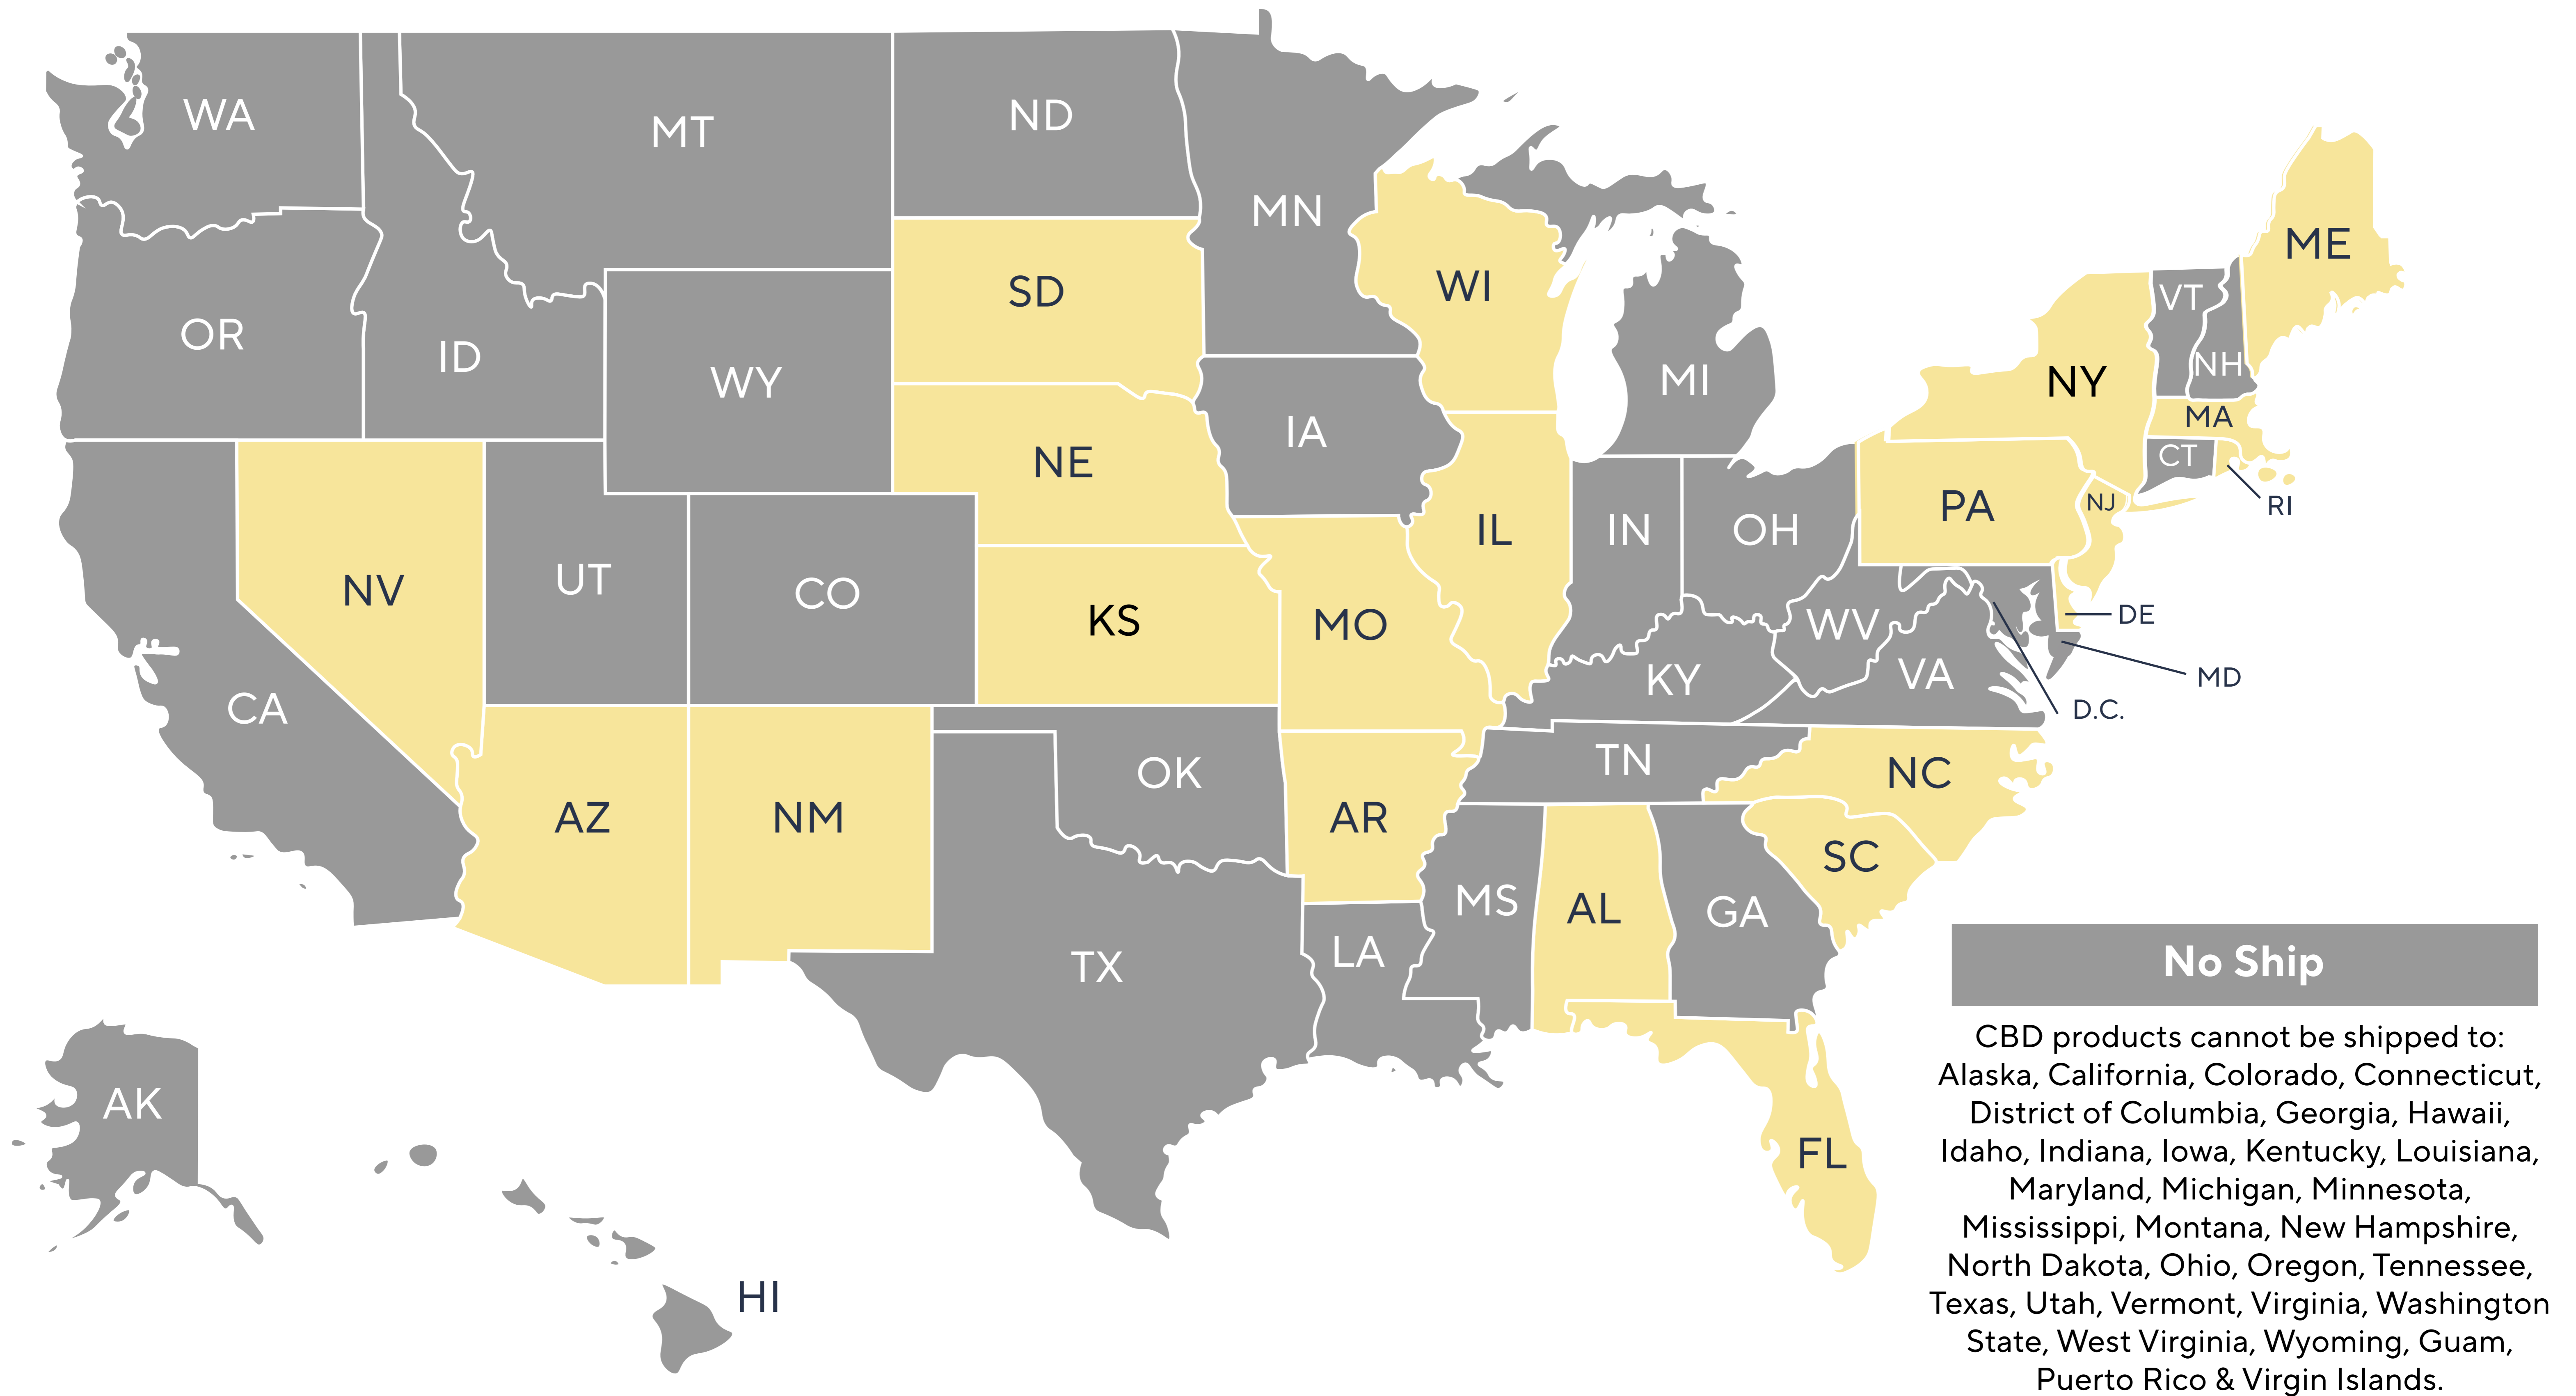 WA
MT
ND
MN
ME
OR
ID
WY
SD
WI
VT
NH
NY
MI
MA
IA
NE
CT
RI
PA
NJ
NV
UT
CO
KS
MO
IL
IN
OH
WV
DE
MD
VA
D.C.
KY
CA
OK
TN
NC
AZ
NM
AR
SC
MS
AL
GA
LA
TX
FL
AK
HI
No Ship
CBD products cannot be shipped to:
Alaska, California, Colorado, Connecticut,
District of Columbia, Georgia, Hawaii,
Idaho, Indiana, Iowa, Kentucky, Louisiana,
Maryland, Michigan, Minnesota,
Mississippi, Montana, New Hampshire,
North Dakota, Ohio, Oregon, Tennessee,
Texas, Utah, Vermont, Virginia, Washington
State, West Virginia, Wyoming, Guam,
Puerto Rico & Virgin Islands.